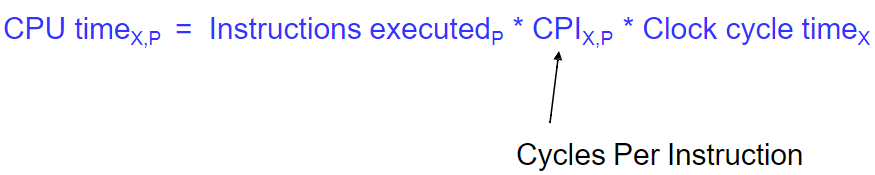 CPU timeX,P = Instructions executedP * CPIX,P * Clock cycle timeX
Cycles Per Instruction